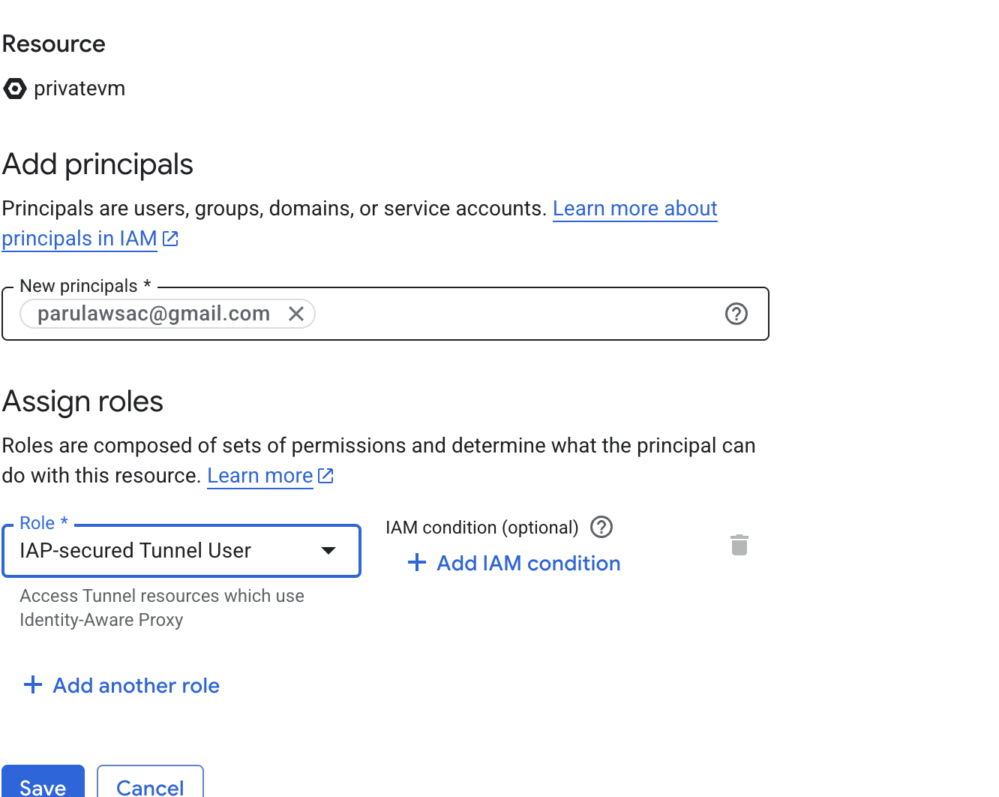 Resource
privatevm
Add principals
Principals are users, groups, domains, or service accounts. Learn more about
principals in IAM
New principals *
parulawsac@gmail.com
Assign roles
Roles are composed of sets of permissions and determine what the principal can
do with this resource. Learn more
Role *
IAP-secured Tunnel User
IAM condition (optional)
Add IAM condition
Access Tunnel resources which use
Identity-Aware Proxy
Add another role
Save
Cancel